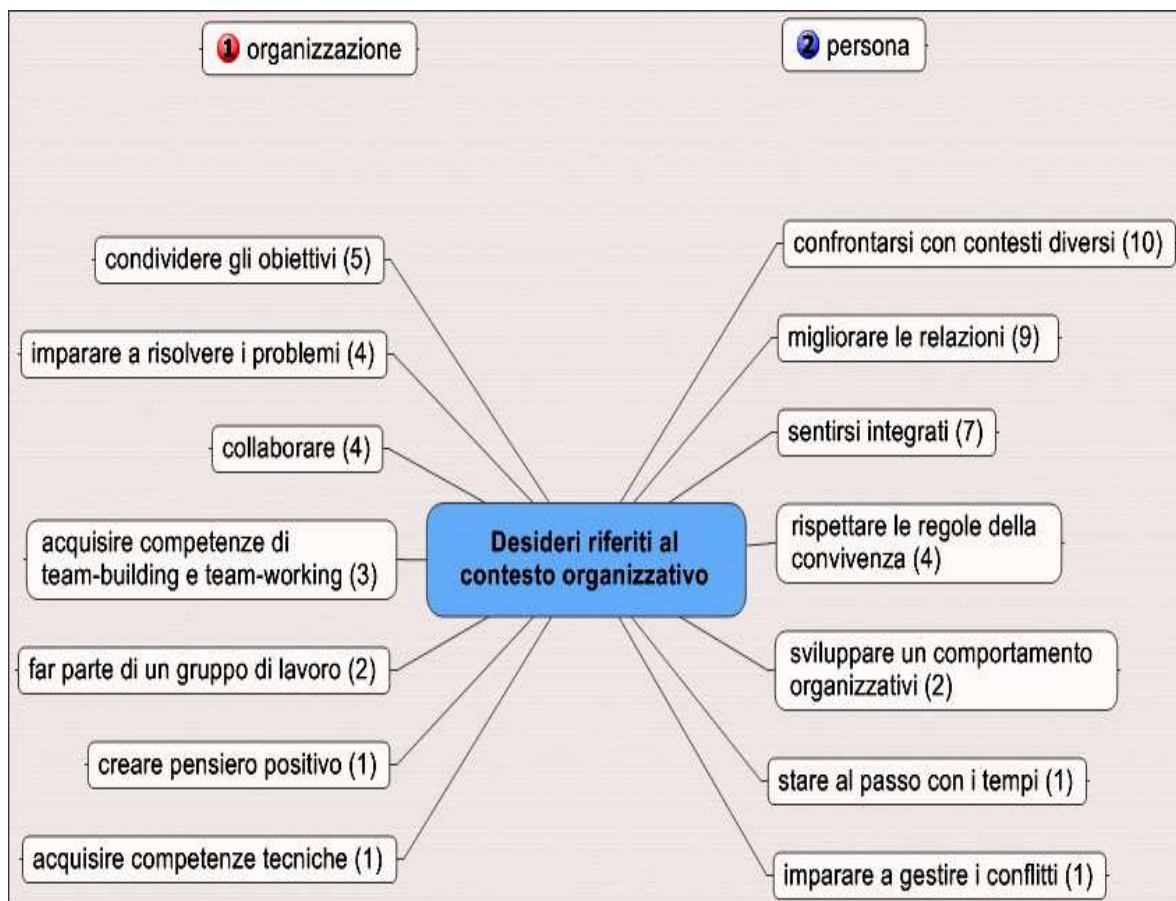 1 organizzazione
2 persona
condividere gli obiettivi (5)
imparare a risolvere i problemi (4)
collaborare (4)
acquisire competenze di
team-building e team-working (3)
far parte di un gruppo di lavoro (2)
creare pensiero positivo (1)
acquisire competenze tecniche (1)
Desideri riferiti al
contesto organizzativo
confrontarsi con contesti diversi (10)
migliorare le relazioni (9)
sentirsi integrati (7)
rispettare le regole della
convivenza (4)
sviluppare un comportamento
organizzativi (2)
stare al passo con i tempi (1)
imparare a gestire i conflitti (1)